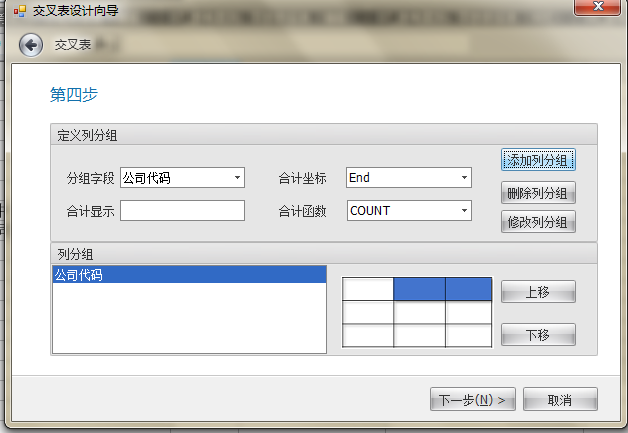 交叉表设计向导
交叉表
第四步
定义列分组
分组字段 公司代码 合计坐标 End 添加列分组
删除列分组
合计显示 合计函数 COUNT 修改列分组
列分组
公司代码
上移
下移
下一步(N) > 取消